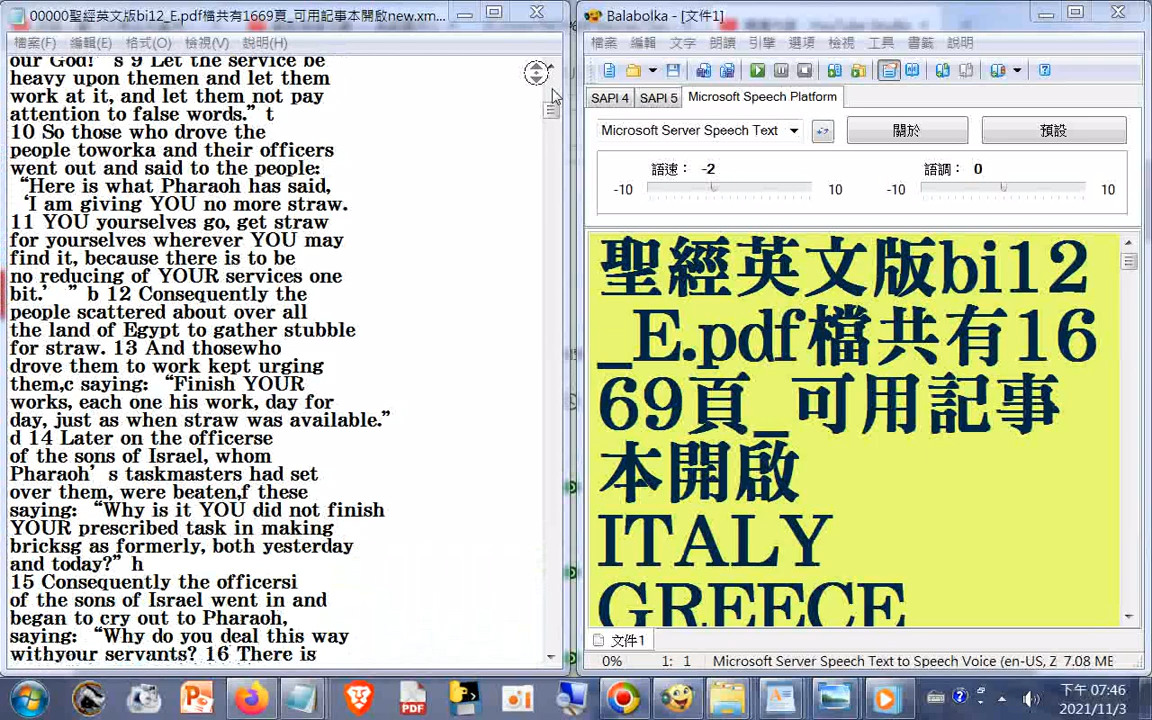 00000聖經英文版bi12_E.pdf檔共有1669頁_可用記事本開啟new.xm...
檔案(F) 編輯(E) 格式(O) 檢視(V) 說明(H)
our God!’s 9 Let the service be
heavy upon themen and let them
work at it, and let them not pay
attention to false words.” t
10 So those who drove the
people toworka and their officers
went out and said to the people:
“Here is what Pharaoh has said,
‘I am giving YOU no more straw.
11 YOU yourselves go, get straw
for yourselves wherever YOU may
find it, because there is to be
no reducing of YOUR services one
bit.’ ” b 12 Consequently the
people scattered about over all
the land of Egypt to gather stubble
for straw. 13 And thosewho
drove them to work kept urging
them,c saying: “Finish YOUR
works, each one his work, day for
day, just as when straw was available.”
d 14 Later on the officerse
of the sons of Israel, whom
Pharaoh’s taskmasters had set
over them, were beaten,f these
saying: “Why is it YOU did not finish
YOUR prescribed task in making
bricksg as formerly, both yesterday
and today?” h
15 Consequently the officersi
of the sons of Israel went in and
began to cry out to Pharaoh,
saying: “Why do you deal this way
withyour servants? 16 There is
Balabolka - [文件1]
檔案 編輯 文字 朗讀 引擎 選項 檢視 工具 書籤 說明
SAPI 4 SAPI 5 Microsoft Speech Platform
Microsoft Server Speech Text 關於 預設
語速: -2 語調: 0
-10 10 -10 10
聖經英文版bi12
_E.pdf檔共有16
69頁_可用記事
本開啟
ITALY
GREECE
文件1
0% 1: 1 Microsoft Server Speech Text to Speech Voice (en-US, Z 7.08 ME
PDF
下午 07:46
2021/11/3